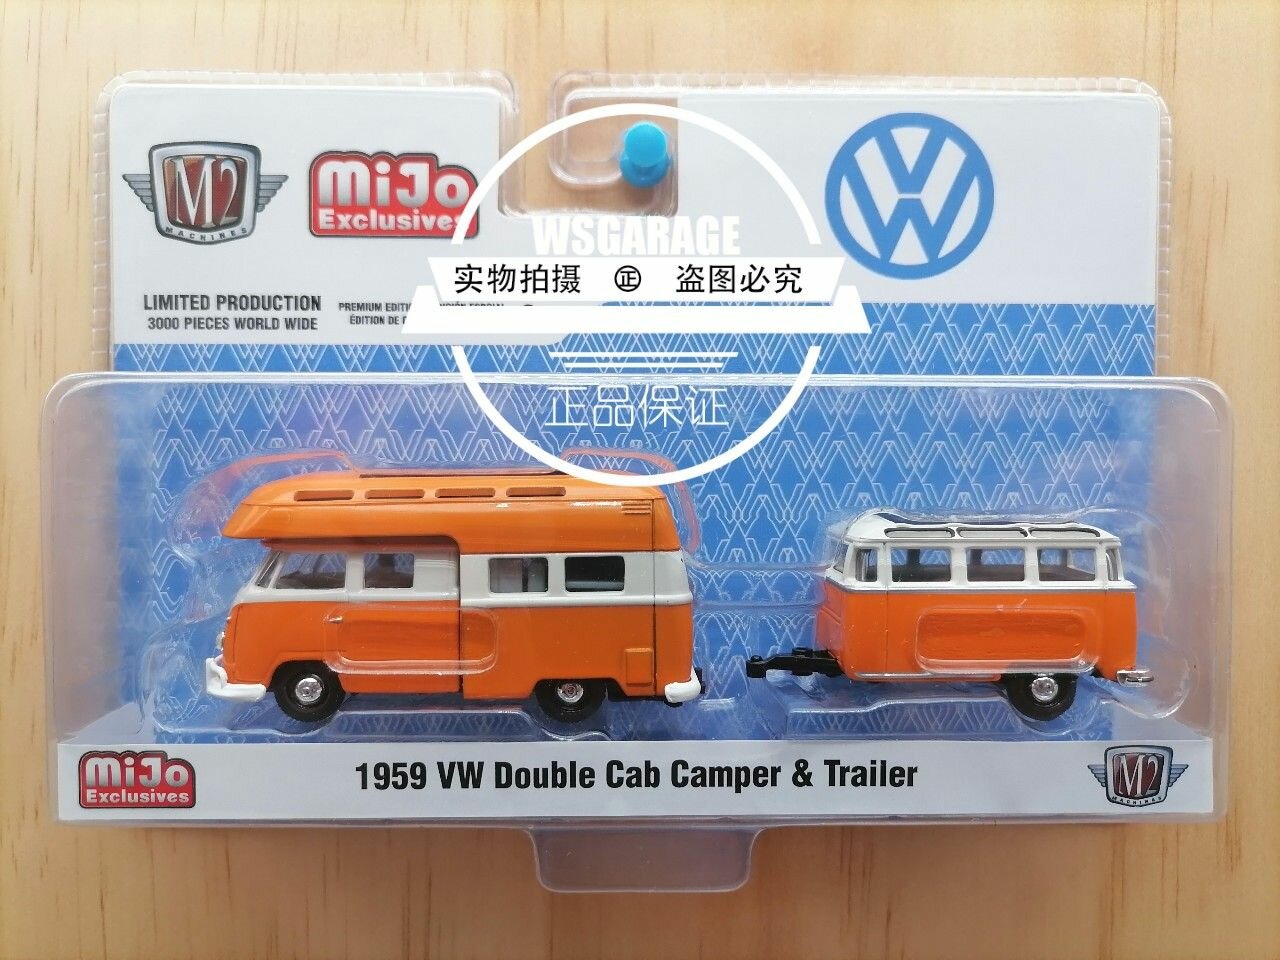 M2
MACHINES
MiJo
Exclusives
WSGARAGE
实物拍摄 正 盗图必究
LIMITED PRODUCTION
3000 PIECES WORLD WIDE
PREMIUM EDITI
ÉDITION DE
正品保证
MiJo
Exclusives
1959 VW Double Cab Camper & Trailer
M2
MACHINES